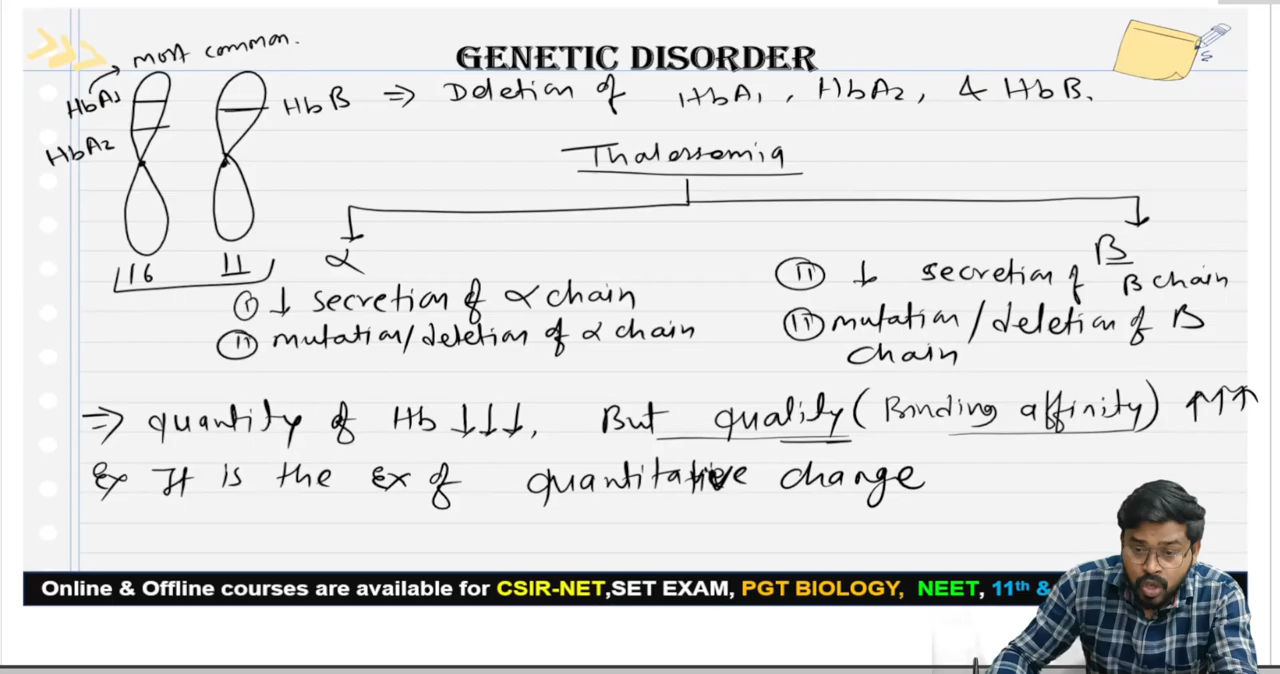 GENETIC DISORDER
most common.
HbA1
HbA2
HbB ⇒ Deletion of HbA1, HbA2, & HbB.
16
11
Thalassemia
α
β
① ↓ secretion of α chain
ⓘⓘ mutation/deletion of α chain
ⓘⓘ ↓ secretion of β chain
ⓘⓘ mutation/deletion of B
chain
⇒ quantity of Hb ↓↓↓, But quality (Binding affinity) ↑↑↑
Ex It is the Ex of quantitative change
Online & Offline courses are available for CSIR-NET,SET EXAM, PGT BIOLOGY, NEET, 11th &